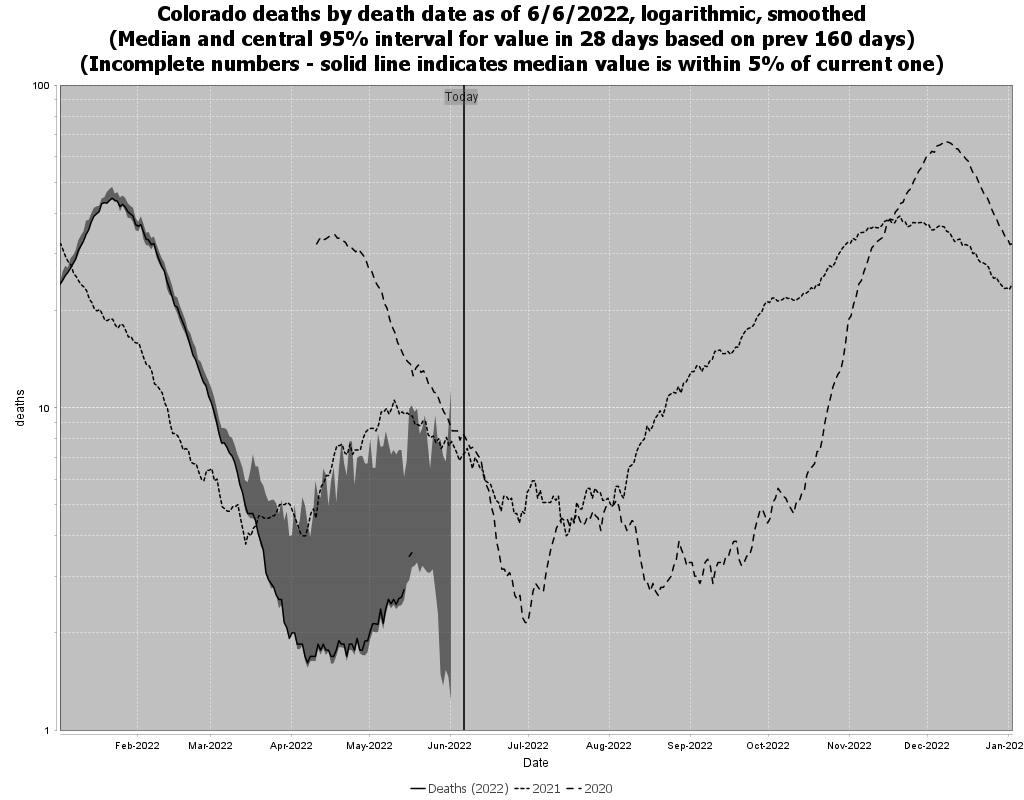 Colorado deaths by death date as of 6/6/2022, logarithmic, smoothed
(Median and central 95% interval for value in 28 days based on prev 160 days)
(Incomplete numbers - solid line indicates median value is within 5% of current one)
100
Today
10
deaths
1
Feb-2022 Mar-2022 Apr-2022 May-2022 Jun-2022 Jul-2022 Aug-2022 Sep-2022 Oct-2022 Nov-2022 Dec-2022 Jan-202
Date
Deaths (2022) 2021 2020